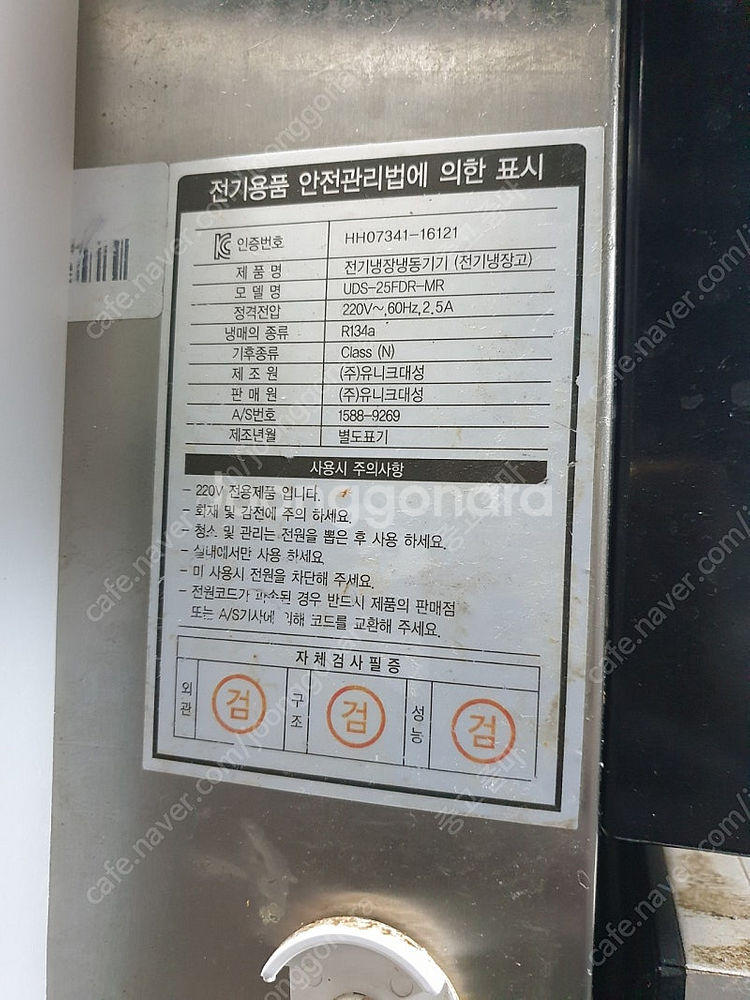 전기용품 안전관리법에 의한 표시
인증번호 HH07341-16121
제품명 전기냉장냉동기기 (전기냉장고)
모델명 UDS-25FDR-MR
정격전압 220V~,60Hz,2.5A
냉매의 종류 R134a
기후종류 Class (N)
제조원 (주)유니크대성
판매원 (주)유니크대성
A/S번호 1588-9269
제조년월 별도표기
사용시 주의사항
- 220V 전용제품 입니다.
- 화재 및 감전에 주의 하세요.
- 청소 및 관리는 전원을 뽑은 후 사용 하세요.
- 실내에서만 사용 하세요
- 미 사용시 전원을 차단해 주세요.
- 전원코드가 파손된 경우 반드시 제품의 판매점
또는 A/S기사에 의해 코드를 교환해 주세요.
자체검사필증
외관 검 구조 검 성능 검
joonggonara
cafe.naver.com/joonggonara